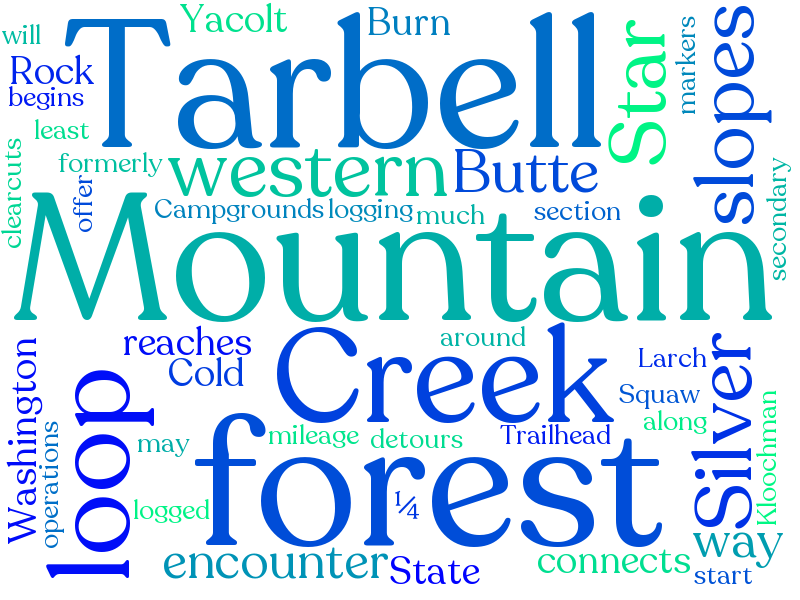 will
Yacolt
Burn
Tarbell
Star
markers
slopes
Rock
begins
least
formerly
western
Butte
clearcuts
offer
Campgrounds
logging
much
section
secondary
Mountain
reaches
Cold
Creek
around
Larch
Squaw
Silver
Washington
operations
loop
may
mileage
detours
Trailhead
along
Kloochman
forest
logged
¼
encounter
State
connects
way
start